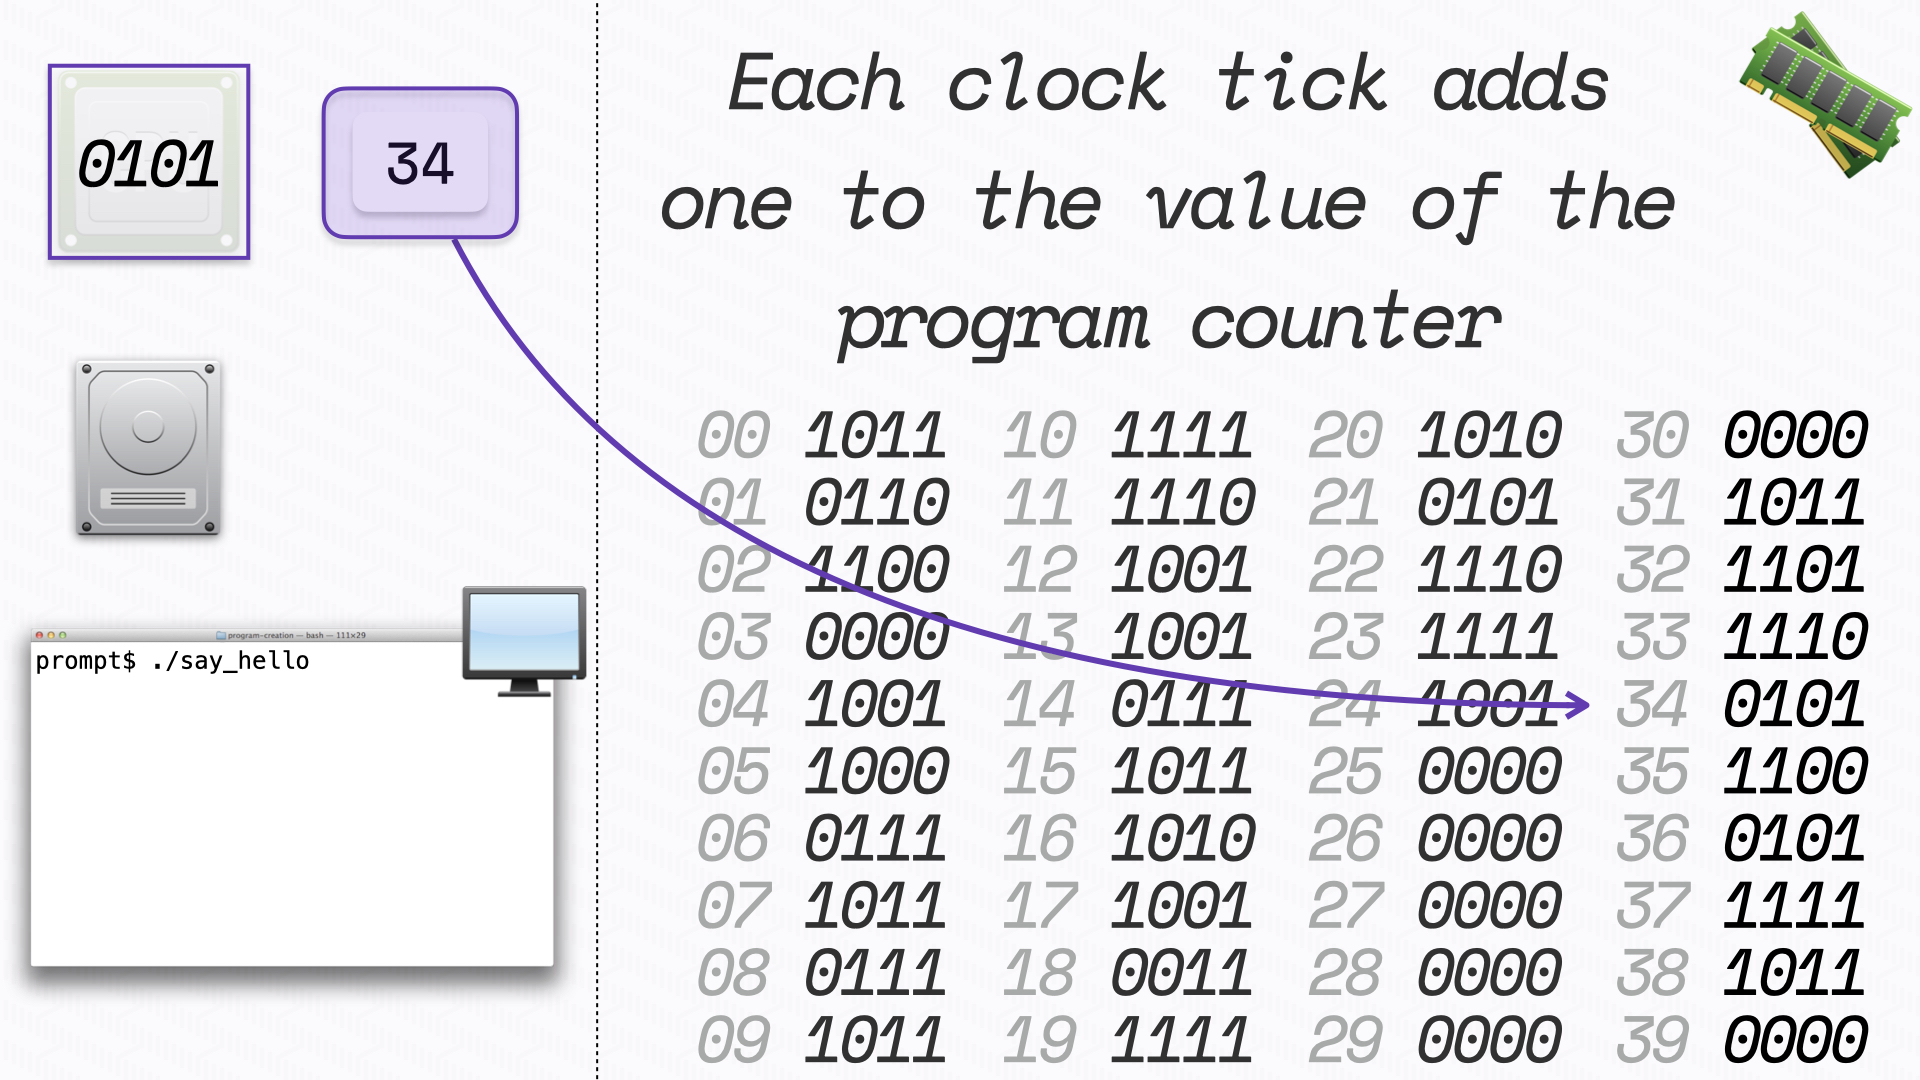 0101
34
program-creation — bash — 111×29
prompt$ ./say_hello
Each clock tick adds
one to the value of the
program counter
00 1011 10 1111 20 1010 30 0000
01 0110 11 1110 21 0101 31 1011
02 1100 12 1001 22 1110 32 1101
03 0000 13 1001 23 1111 33 1110
04 1001 14 0111 24 1001 34 0101
05 1000 15 1011 25 0000 35 1100
06 0111 16 1010 26 0000 36 0101
07 1011 17 1001 27 0000 37 1111
08 0111 18 0011 28 0000 38 1011
09 1011 19 1111 29 0000 39 0000